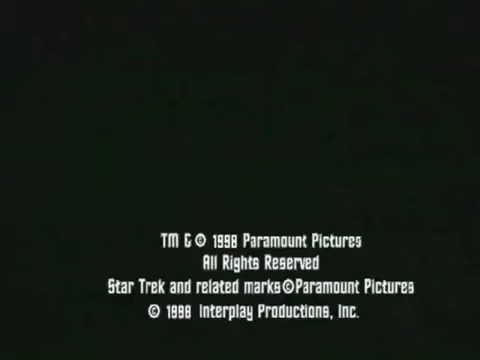 TM & © 1998 Paramount Pictures
All Rights Reserved
Star Trek and related marks©Paramount Pictures
© 1998 Interplay Productions, Inc.